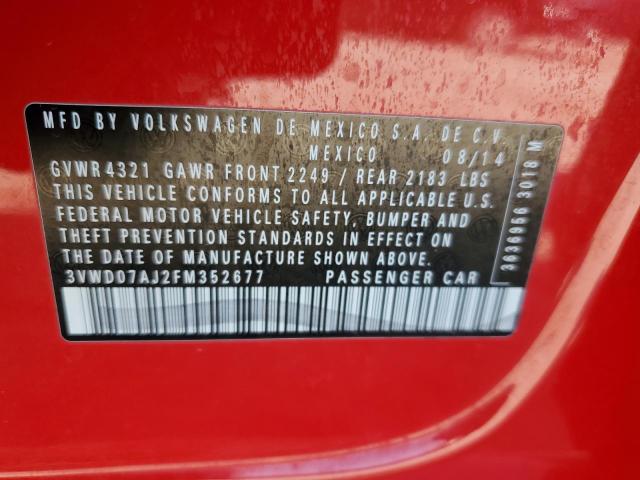 MFD BY VOLKSWAGEN DE MEXICO S.A. DE C.V.
MEXICO 08/14
GVWR 4321 GAWR FRONT 2249 / REAR 2183 LBS
THIS VEHICLE CONFORMS TO ALL APPLICABLE U.S.
FEDERAL MOTOR VEHICLE SAFETY, BUMPER AND
THEFT PREVENTION STANDARDS IN EFFECT ON
THE DATE OF MANUFACTURE SHOWN ABOVE.
3VWD07AJ2FM352677 PASSENGER CAR
3636966 3018 M